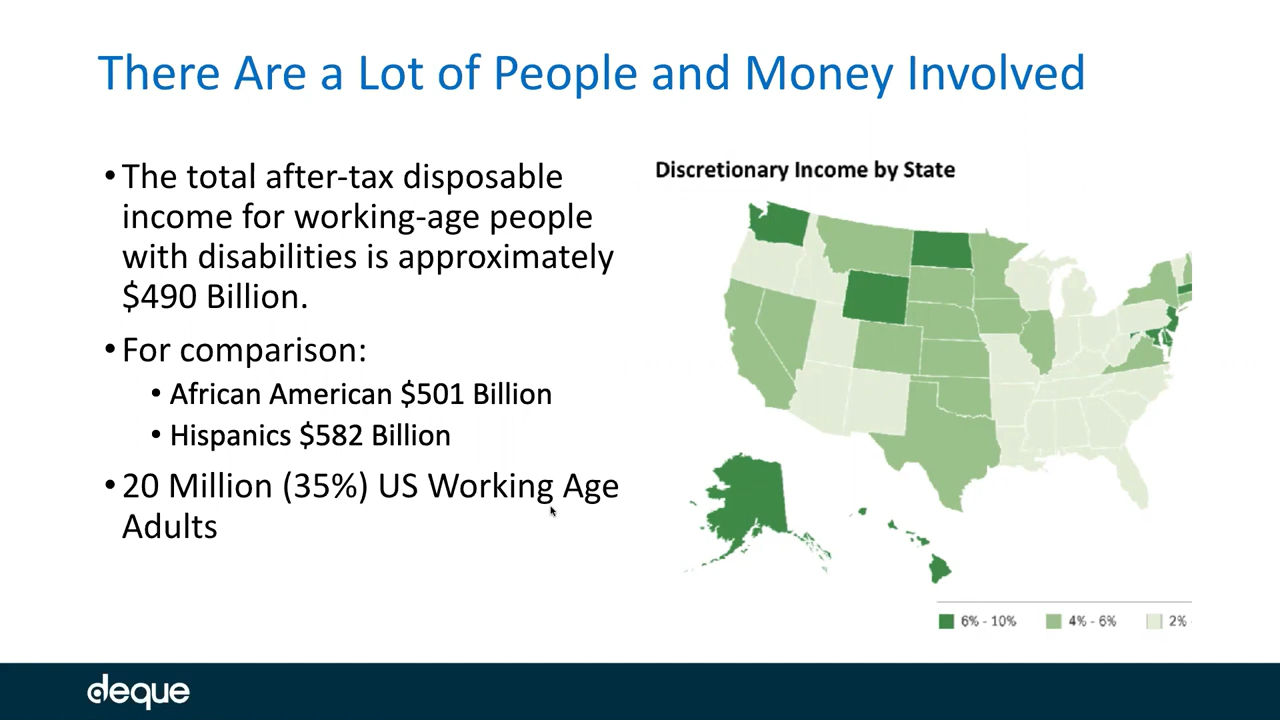 There Are a Lot of People and Money Involved
• The total after-tax disposable
income for working-age people
with disabilities is approximately
$490 Billion.
• For comparison:
• African American $501 Billion
• Hispanics $582 Billion
• 20 Million (35%) US Working Age
Adults
Discretionary Income by State
6% - 10% 4% - 6% 2%
deque